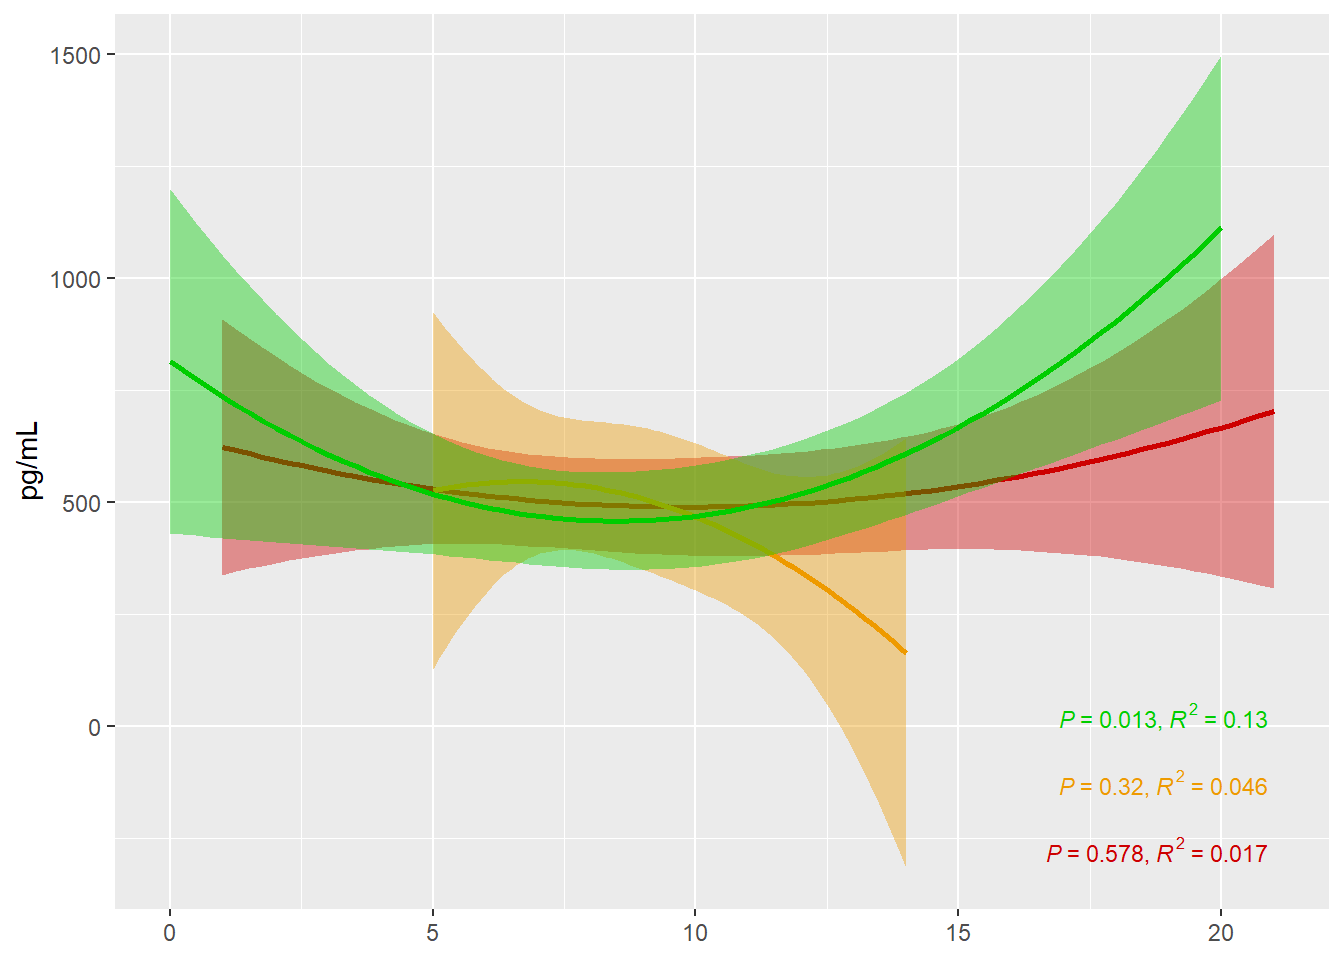 1500
1000
500
0
pg/mL
P = 0.013, R² = 0.13
P = 0.32, R² = 0.046
P = 0.578, R² = 0.017
0 5 10 15 20